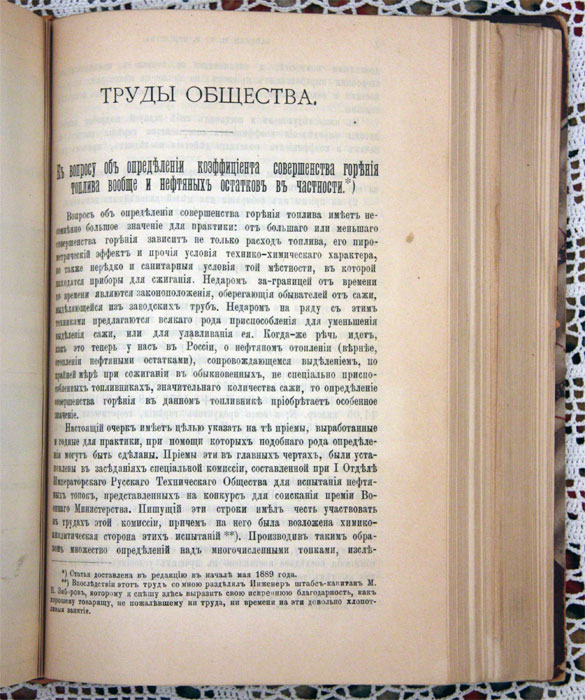 ТРУДЫ ОБЩЕСТВА.
Къ вопросу объ опредѣленіи коэффиціента совершенства горѣнія
топлива вообще и нефтяныхъ остатковъ въ частности.*)
Вопросъ объ опредѣленіи совершенства горѣнія топлива имѣетъ не-
сомнѣнно большое значеніе для практики: отъ большаго или меньшаго
совершенства горѣнія зависитъ не только расходъ топлива, его пиро-
метрическій эффектъ и прочія условія технико-химическаго характера,
но также нерѣдко и санитарныя условія той мѣстности, въ которой
находятся приборы для сжиганія. Недаромъ за-границей отъ времени
до времени являются законоположенія, оберегающія обывателей отъ сажи,
выдѣляющейся изъ заводскихъ трубъ. Недаромъ на ряду съ этимъ
техниками предлагаются всякаго рода приспособленія для уменьшенія
выдѣленія сажи, или для улавливанія ея. Когда-же рѣчь идетъ,
какъ это теперь у насъ въ Россіи, о нефтяномъ отопленіи (вѣрнѣе,
отопленіи нефтяными остатками), сопровождающемся выдѣленіемъ, по
крайней мѣрѣ при сжиганіи въ обыкновенныхъ, не спеціально приспо-
собленныхъ топливникахъ, значительнаго количества сажи, то опредѣленіе
совершенства горѣнія въ данномъ топливникѣ пріобрѣтаетъ особенное
значеніе.
Настоящій очеркъ имѣетъ цѣлью указать на тѣ пріемы, выработанные
и годные для практики, при помощи которыхъ подобнаго рода опредѣле-
нія могутъ быть сдѣланы. Пріемы эти въ главныхъ чертахъ, были уста-
новлены въ засѣданіяхъ спеціальной комиссіи, составленной при I Отдѣлѣ
Императорскаго Русскаго Техническаго Общества для испытанія нефтя-
ныхъ топокъ, представленныхъ на конкурсъ для соисканія преміи Во-
еннаго Министерства. Пишущій эти строки имѣлъ честь участвовать
въ трудахъ этой комиссіи, причемъ на него была возложена химико-
аналитическая сторона этихъ испытаній **). Производивъ такимъ обра-
зомъ множество опредѣленій надъ многочисленными топками, изслѣ-
*) Статья доставлена въ редакцію въ началѣ мая 1889 года.
**) Впослѣдствіи этотъ трудъ со мною раздѣлялъ Инженеръ штабсъ-капитанъ М.
которому я спѣшу здѣсь выразить свою искреннюю благодарность, какъ
хорошему товарищу, не пожалѣвшему ни труда, ни времени на эти довольно хлопот-
ливыя занятія.